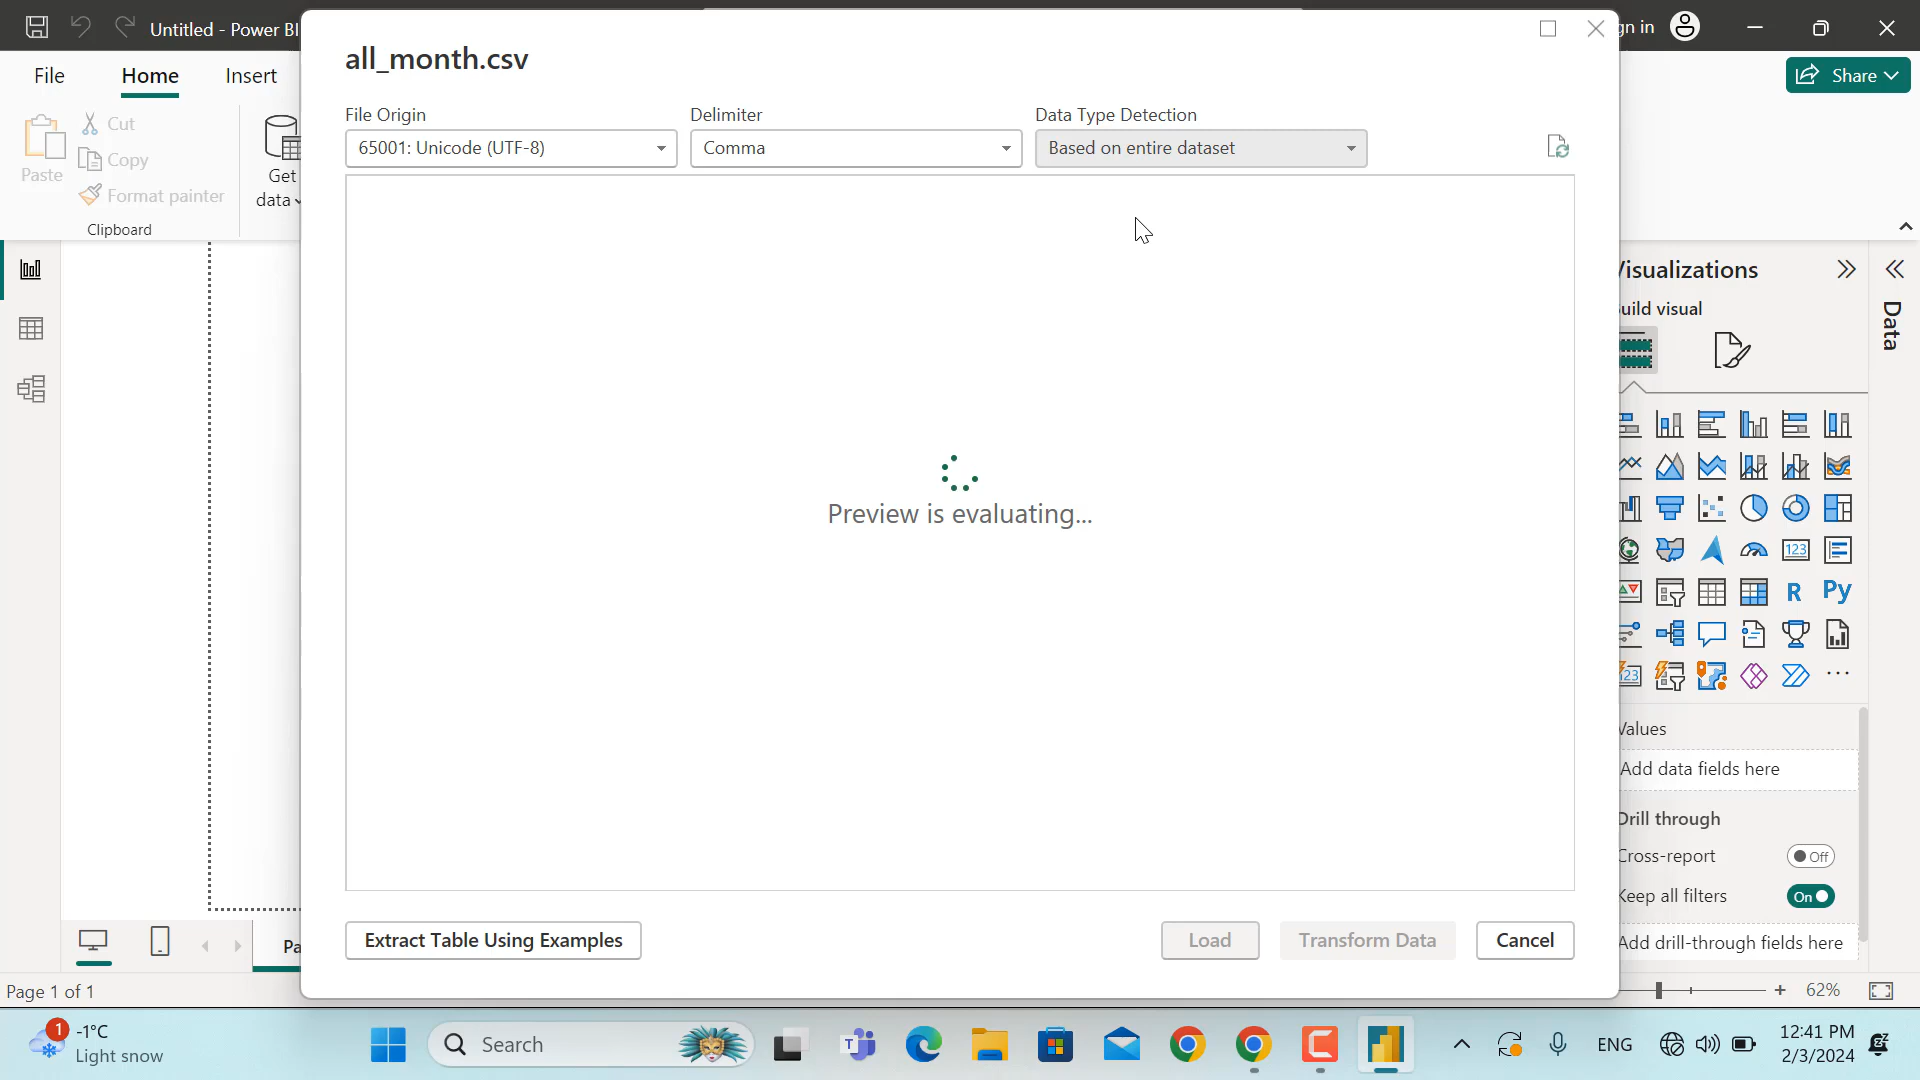 Untitled - Power BI
gn in
File
Home
Insert
Share
Paste
Cut
Copy
Format painter
Clipboard
Get
data
all_month.csv
File Origin
Delimiter
Data Type Detection
65001: Unicode (UTF-8)
Comma
Based on entire dataset
Preview is evaluating...
Extract Table Using Examples
Load
Transform Data
Cancel
Visualizations
Data
uild visual
123
R
Py
123
Values
Add data fields here
Drill through
Cross-report
Off
Keep all filters
On
Add drill-through fields here
Pa
Page 1 of 1
62%
1
-1°C
Light snow
Search
ENG
12:41 PM
2/3/2024